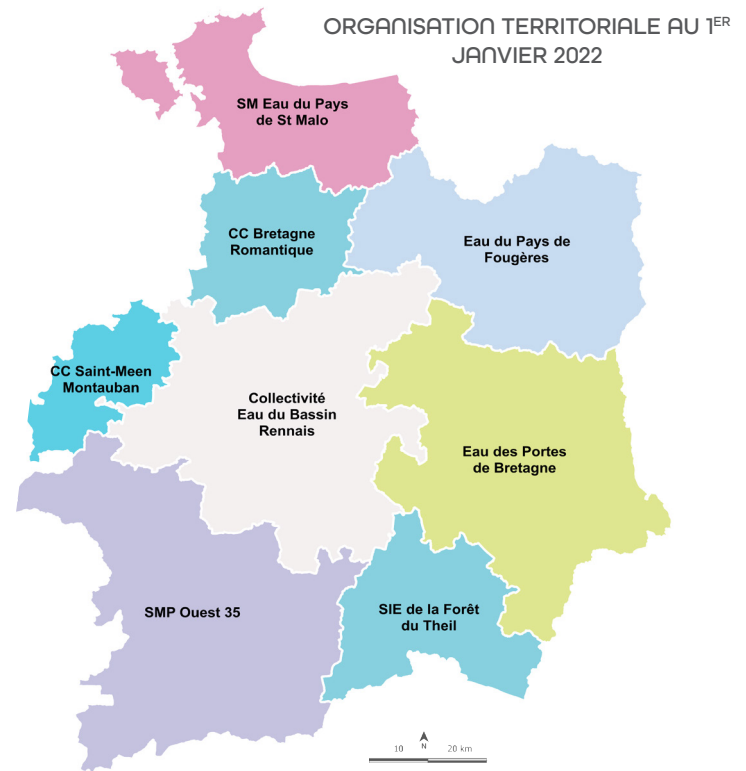 ORGANISATION TERRITORIALE AU 1ER
JANVIER 2022
SM Eau du Pays
de St Malo
CC Bretagne
Romantique
Eau du Pays de
Fougères
CC Saint-Meen
Montauban
Collectivité
Eau du Bassin
Rennais
Eau des Portes
de Bretagne
SMP Ouest 35
SIE de la Forêt
du Theil
10 N 20 km